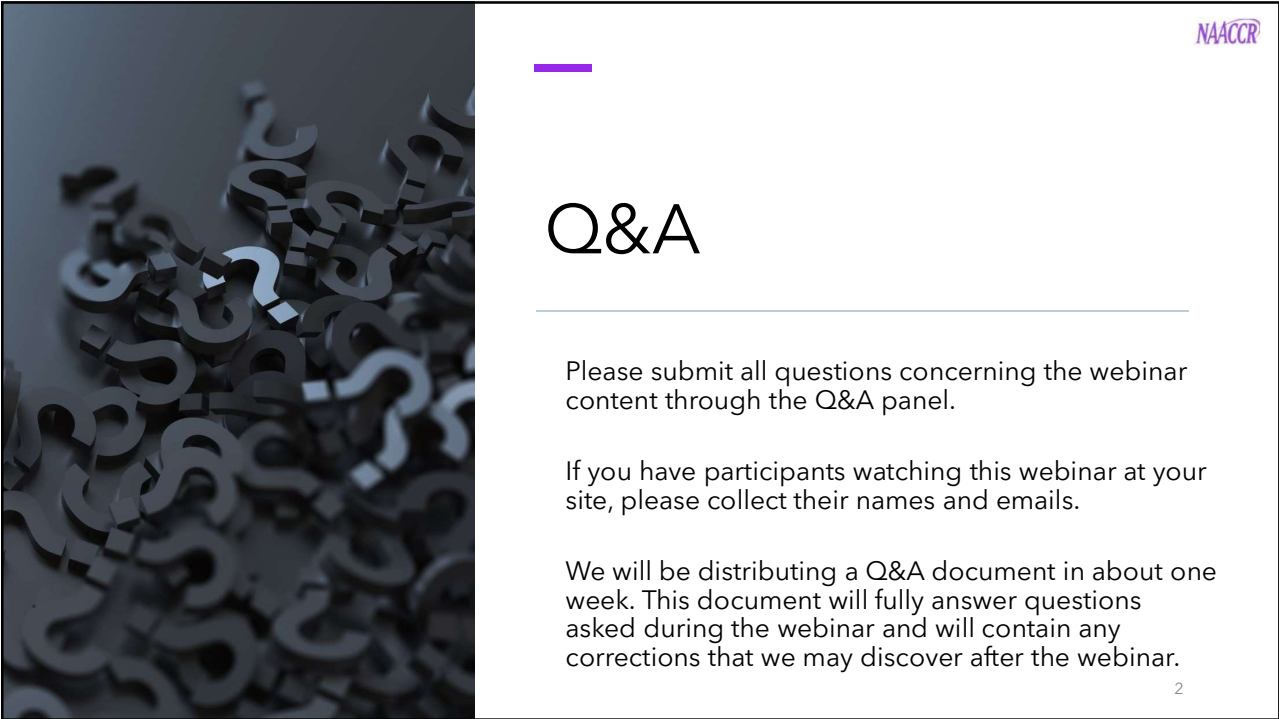 NAACCR
Q&A
Please submit all questions concerning the webinar
content through the Q&A panel.
If you have participants watching this webinar at your
site, please collect their names and emails.
We will be distributing a Q&A document in about one
week. This document will fully answer questions
asked during the webinar and will contain any
corrections that we may discover after the webinar.
2